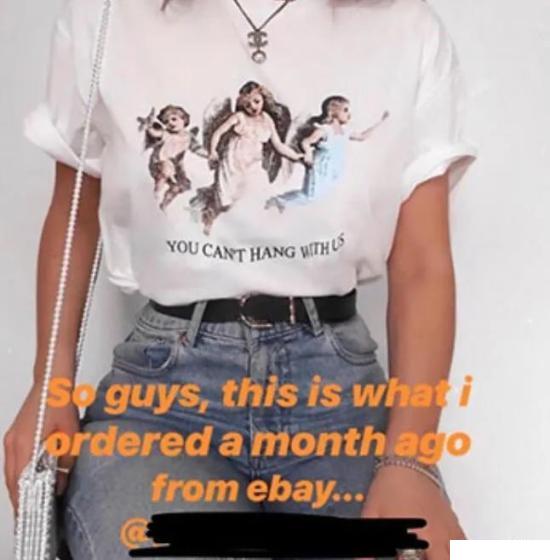 YOU CAN'T HANG WITH US
So guys, this is what i
ordered a month ago
from ebay...
@